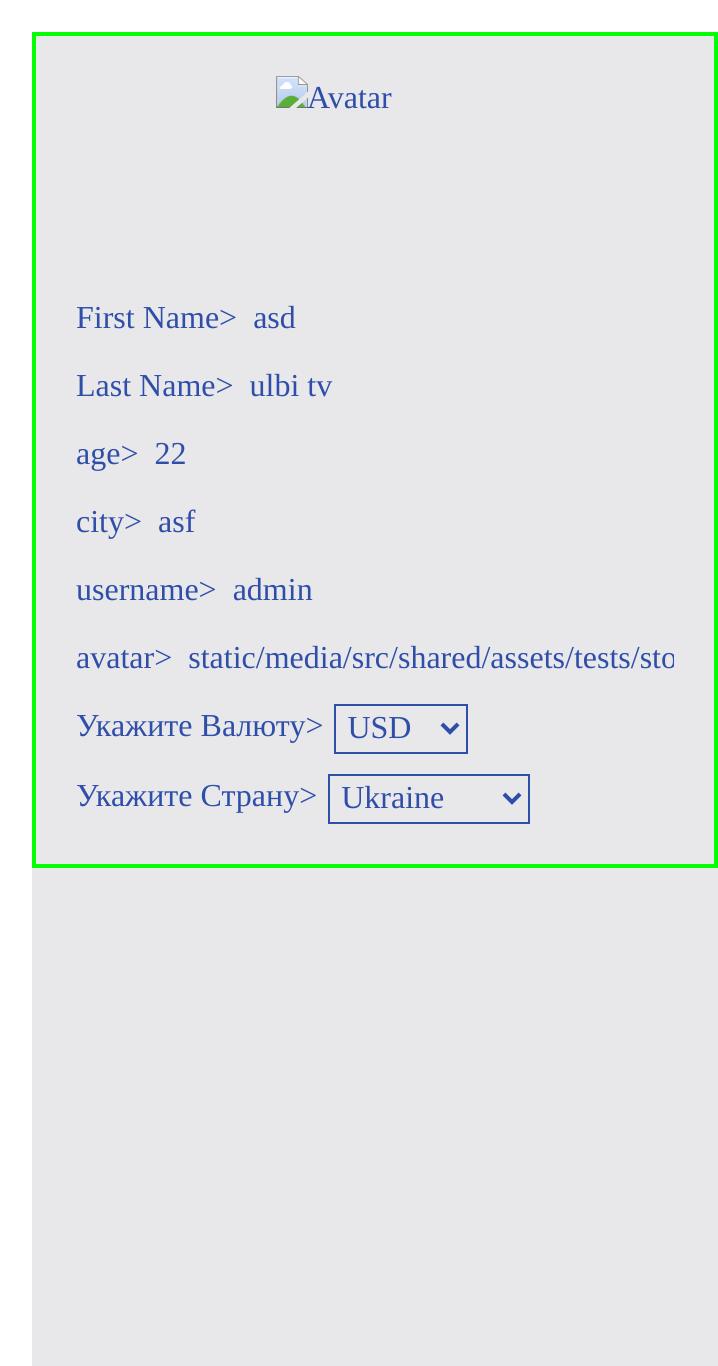 Avatar
First Name> asd
Last Name> ulbi tv
age> 22
city> asf
username> admin
avatar> static/media/src/shared/assets/tests/sto
Укажите Валюту> USD
Укажите Страну> Ukraine